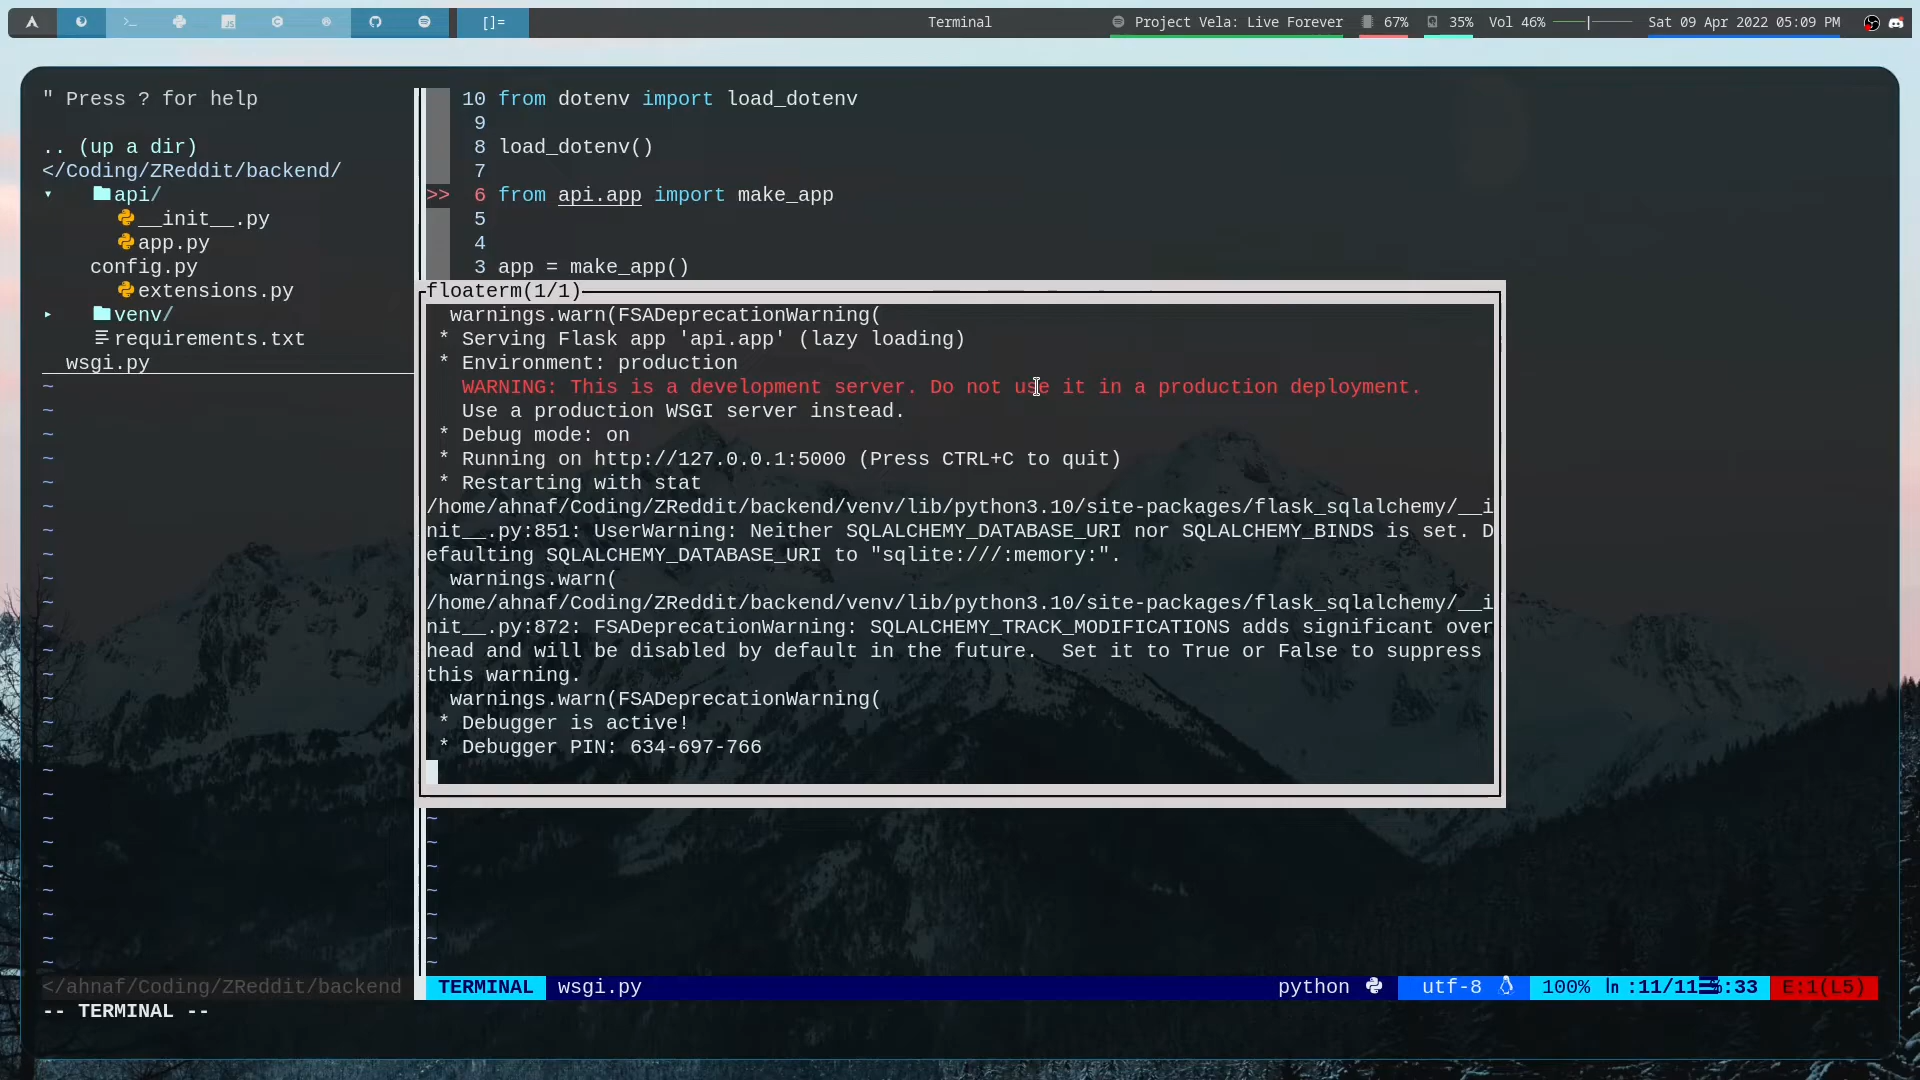 []=
Terminal
Project Vela: Live Forever
67%
35%
Vol 46%
Sat 09 Apr 2022 05:09 PM
" Press ? for help
.. (up a dir)
</Coding/ZReddit/backend/
api/
__init__.py
app.py
config.py
extensions.py
venv/
requirements.txt
wsgi.py
10 from dotenv import load_dotenv
9
8 load_dotenv()
7
>> 6 from api.app import make_app
5
4
3 app = make_app()
floaterm(1/1)
warnings.warn(FSADeprecationWarning(
* Serving Flask app 'api.app' (lazy loading)
* Environment: production
WARNING: This is a development server. Do not use it in a production deployment.
Use a production WSGI server instead.
* Debug mode: on
* Running on http://127.0.0.1:5000 (Press CTRL+C to quit)
* Restarting with stat
/home/ahnaf/Coding/ZReddit/backend/venv/lib/python3.10/site-packages/flask_sqlalchemy/__i
nit__.py:851: UserWarning: Neither SQLALCHEMY_DATABASE_URI nor SQLALCHEMY_BINDS is set. D
efaulting SQLALCHEMY_DATABASE_URI to "sqlite:///:memory:".
warnings.warn(
/home/ahnaf/Coding/ZReddit/backend/venv/lib/python3.10/site-packages/flask_sqlalchemy/__i
nit__.py:872: FSADeprecationWarning: SQLALCHEMY_TRACK_MODIFICATIONS adds significant over
head and will be disabled by default in the future.  Set it to True or False to suppress
this warning.
warnings.warn(FSADeprecationWarning(
* Debugger is active!
* Debugger PIN: 634-697-766
</ahnaf/Coding/ZReddit/backend
TERMINAL wsgi.py
python
utf-8
100% ln :11/11 :33
E:1(L5)
-- TERMINAL --